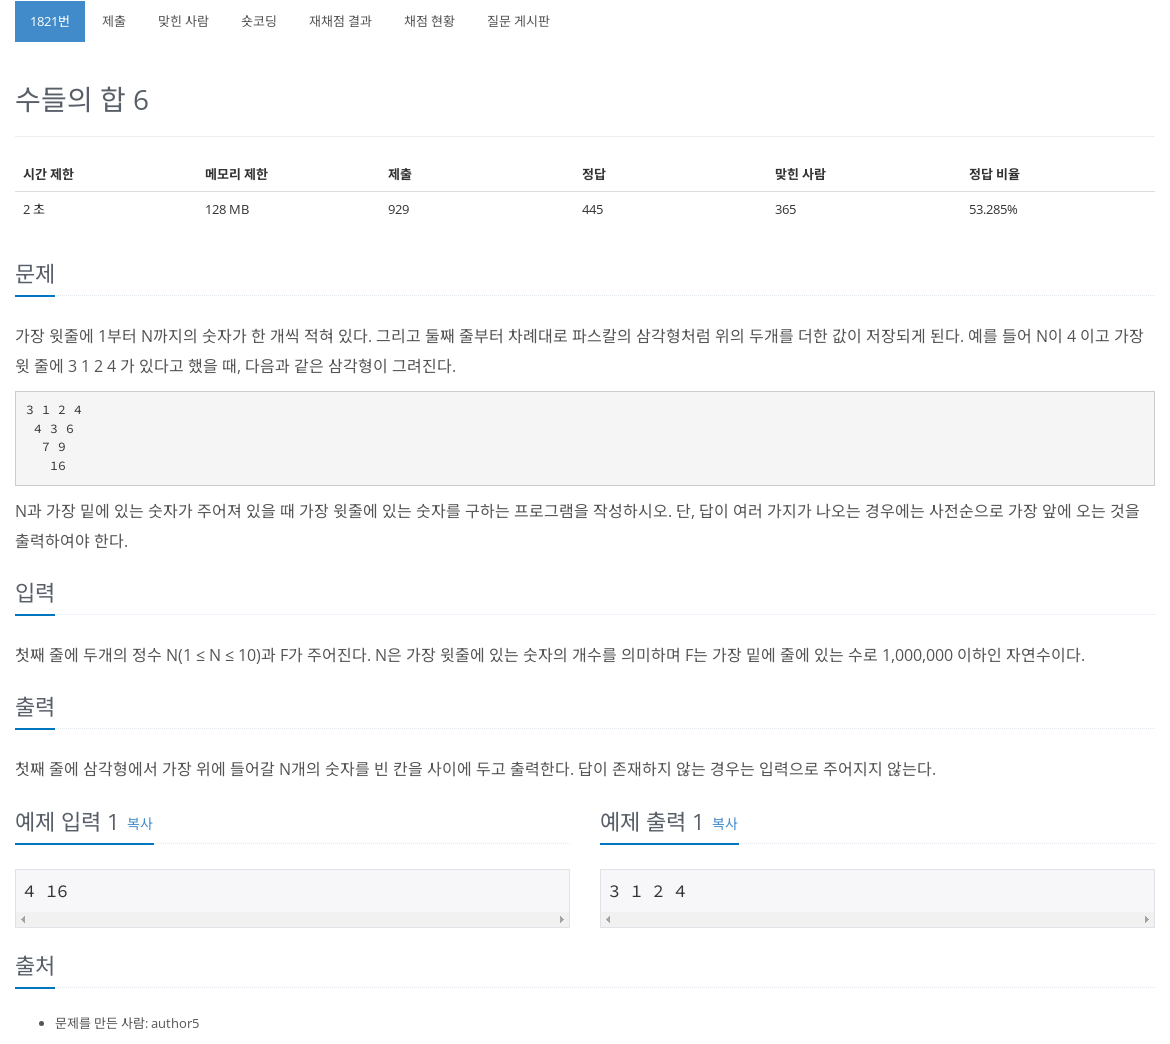 1821번 제출 맞힌 사람 숏코딩 재채점 결과 채점 현황 질문 게시판
수들의 합 6
시간 제한 메모리 제한 제출 정답 맞힌 사람 정답 비율
2 초 128 MB 929 445 365 53.285%
문제
가장 윗줄에 1부터 N까지의 숫자가 한 개씩 적혀 있다. 그리고 둘째 줄부터 차례대로 파스칼의 삼각형처럼 위의 두개를 더한 값이 저장되게 된다. 예를 들어 N이 4 이고 가장
윗 줄에 3 1 2 4 가 있다고 했을 때, 다음과 같은 삼각형이 그려진다.
3 1 2 4
4 3 6
7 9
16
N과 가장 밑에 있는 숫자가 주어져 있을 때 가장 윗줄에 있는 숫자를 구하는 프로그램을 작성하시오. 단, 답이 여러 가지가 나오는 경우에는 사전순으로 가장 앞에 오는 것을
출력하여야 한다.
입력
첫째 줄에 두개의 정수 N(1 ≤ N ≤ 10)과 F가 주어진다. N은 가장 윗줄에 있는 숫자의 개수를 의미하며 F는 가장 밑에 줄에 있는 수로 1,000,000 이하인 자연수이다.
출력
첫째 줄에 삼각형에서 가장 위에 들어갈 N개의 숫자를 빈 칸을 사이에 두고 출력한다. 답이 존재하지 않는 경우는 입력으로 주어지지 않는다.
예제 입력 1 복사
4 16
예제 출력 1 복사
3 1 2 4
출처
문제를 만든 사람: author5